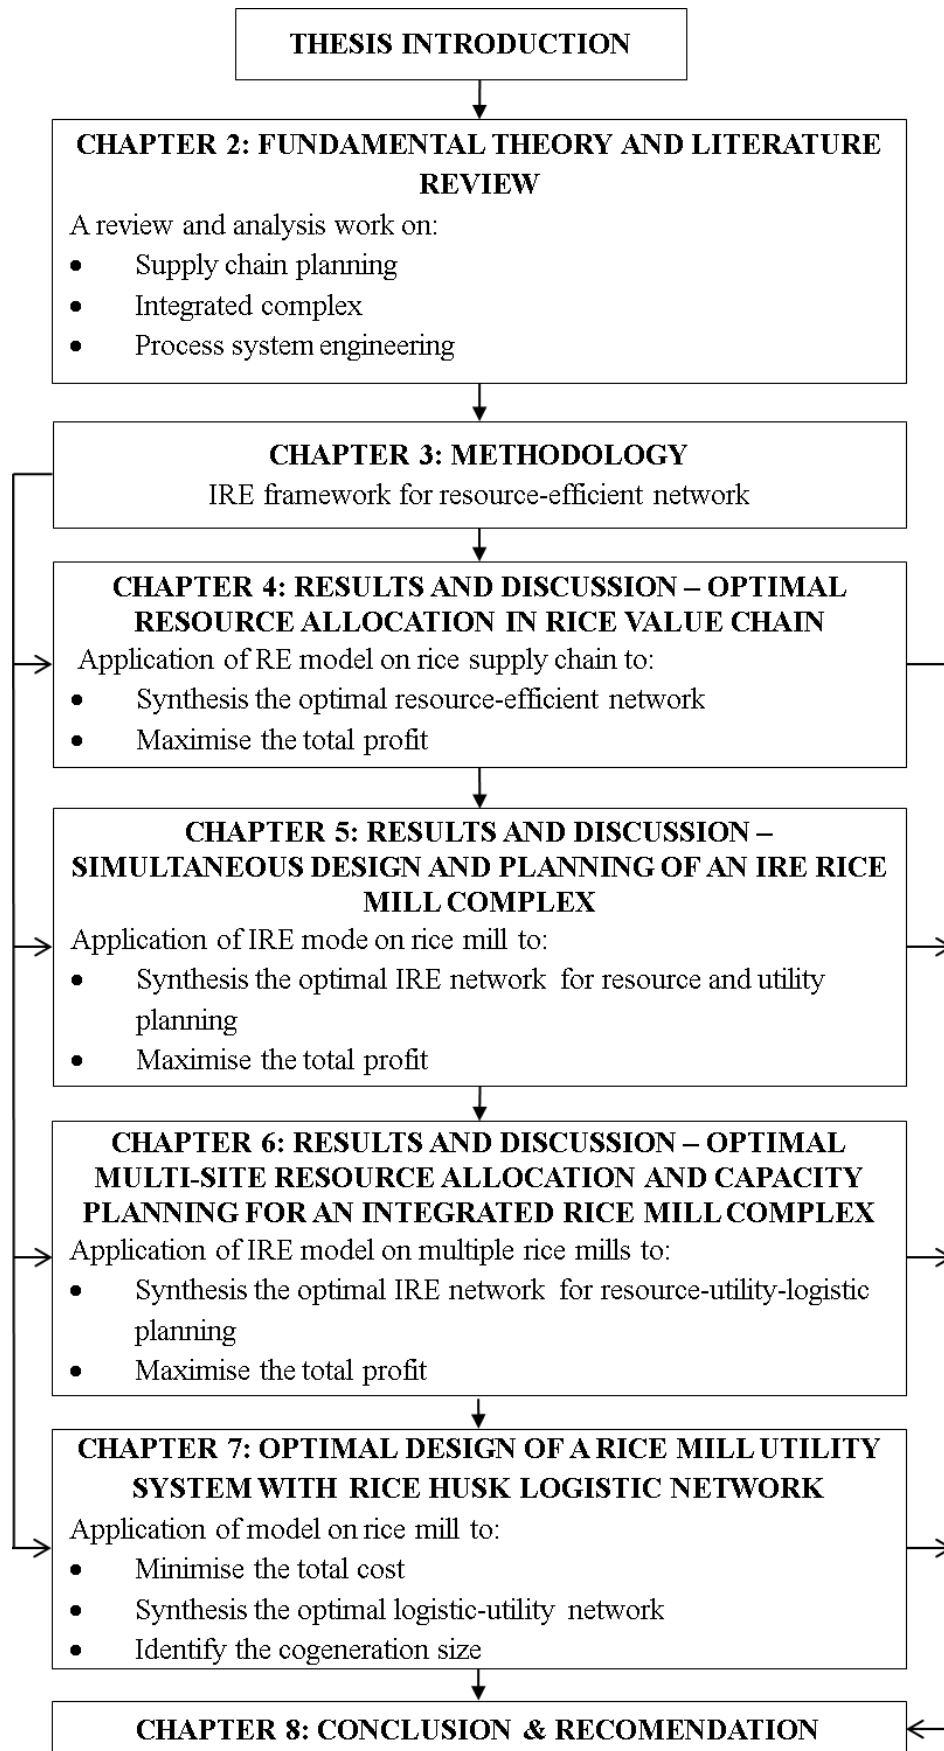 THESIS INTRODUCTION
CHAPTER 2: FUNDAMENTAL THEORY AND LITERATURE
REVIEW
A review and analysis work on:
• Supply chain planning
• Integrated complex
• Process system engineering
CHAPTER 3: METHODOLOGY
IRE framework for resource-efficient network
CHAPTER 4: RESULTS AND DISCUSSION – OPTIMAL
RESOURCE ALLOCATION IN RICE VALUE CHAIN
Application of RE model on rice supply chain to:
• Synthesis the optimal resource-efficient network
• Maximise the total profit
CHAPTER 5: RESULTS AND DISCUSSION –
SIMULTANEOUS DESIGN AND PLANNING OF AN IRE RICE
MILL COMPLEX
Application of IRE mode on rice mill to:
• Synthesis the optimal IRE network for resource and utility
planning
• Maximise the total profit
CHAPTER 6: RESULTS AND DISCUSSION – OPTIMAL
MULTI-SITE RESOURCE ALLOCATION AND CAPACITY
PLANNING FOR AN INTEGRATED RICE MILL COMPLEX
Application of IRE model on multiple rice mills to:
• Synthesis the optimal IRE network for resource-utility-logistic
planning
• Maximise the total profit
CHAPTER 7: OPTIMAL DESIGN OF A RICE MILL UTILITY
SYSTEM WITH RICE HUSK LOGISTIC NETWORK
Application of model on rice mill to:
• Minimise the total cost
• Synthesis the optimal logistic-utility network
• Identify the cogeneration size
CHAPTER 8: CONCLUSION & RECOMENDATION